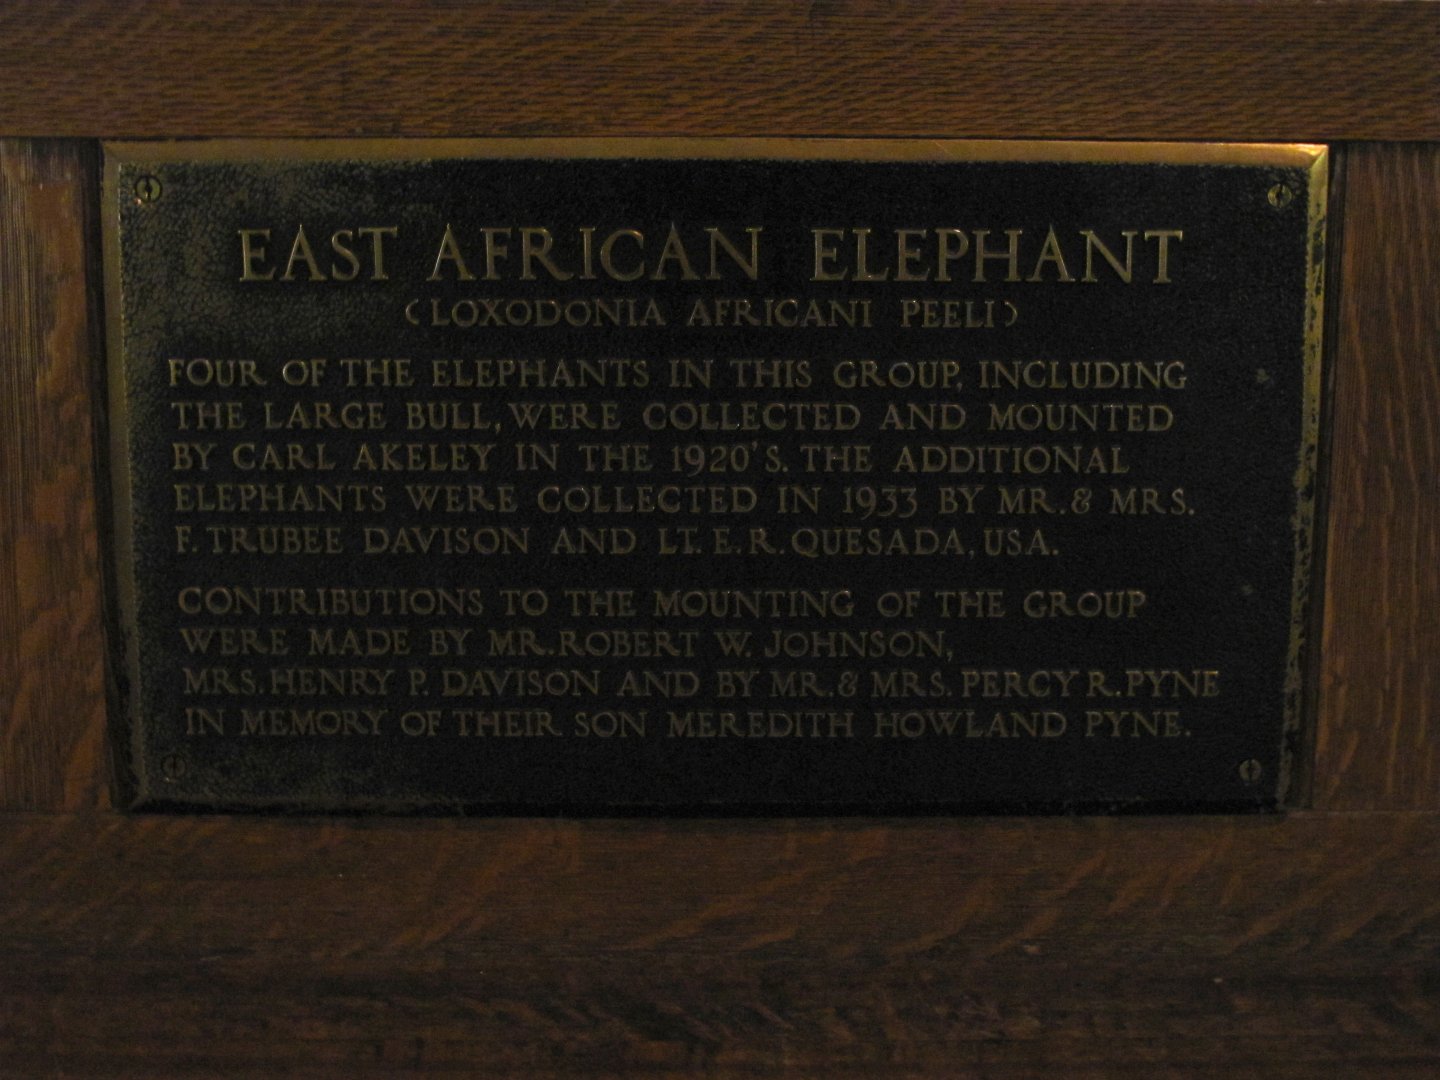 EAST AFRICAN ELEPHANT
(LOXODONIA AFRICANI PEELI)
FOUR OF THE ELEPHANTS IN THIS GROUP, INCLUDING
THE LARGE BULL, WERE COLLECTED AND MOUNTED
BY CARL AKELEY IN THE 1920'S. THE ADDITIONAL
ELEPHANTS WERE COLLECTED IN 1933 BY MR. & MRS.
F. TRUBEE DAVISON AND LT. E. R. QUESADA, USA.
CONTRIBUTIONS TO THE MOUNTING OF THE GROUP
WERE MADE BY MR. ROBERT W. JOHNSON,
MRS. HENRY P. DAVISON AND BY MR. & MRS. PERCY R. PYNE
IN MEMORY OF THEIR SON MEREDITH HOWLAND PYNE.